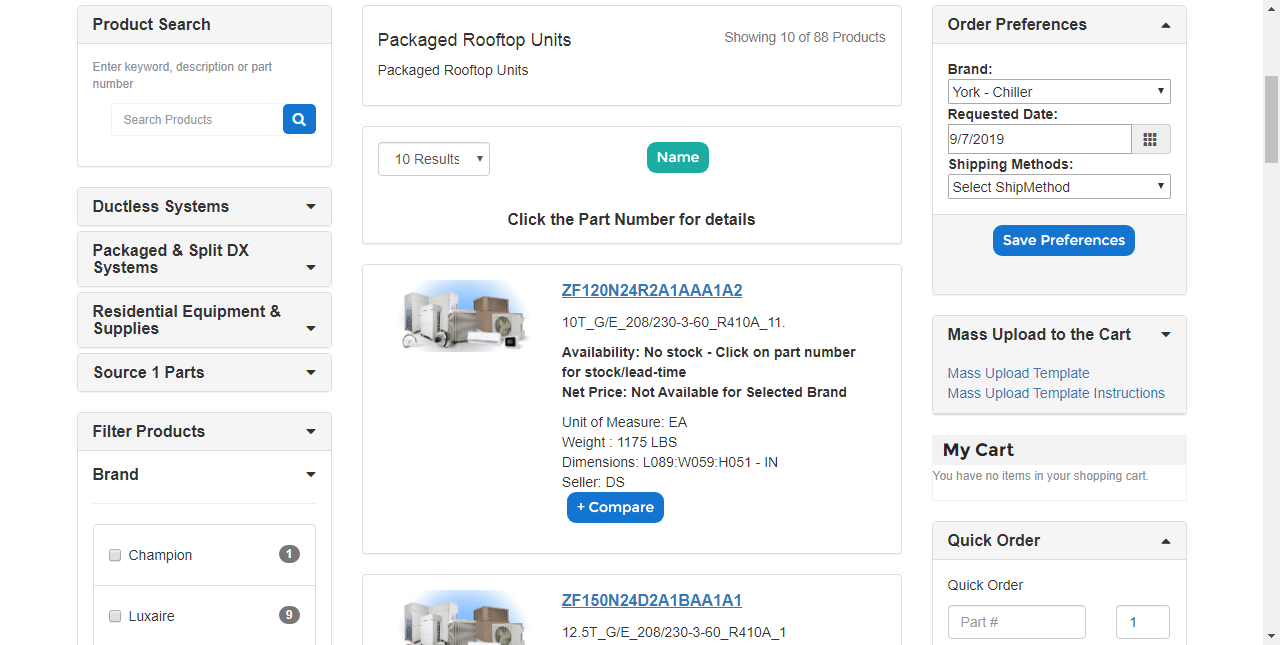 Product Search
Enter keyword, description or part
number
Search Products
Ductless Systems
Packaged & Split DX
Systems
Residential Equipment &
Supplies
Source 1 Parts
Filter Products
Brand
Champion 1
Luxaire 9
Packaged Rooftop Units
Showing 10 of 88 Products
Packaged Rooftop Units
10 Results
Name
Click the Part Number for details
ZF120N24R2A1AAA1A2
10T_G/E_208/230-3-60_R410A_11.
Availability: No stock - Click on part number
for stock/lead-time
Net Price: Not Available for Selected Brand
Unit of Measure: EA
Weight : 1175 LBS
Dimensions: L089:W059:H051 - IN
Seller: DS
+ Compare
ZF150N24D2A1BAA1A1
12.5T_G/E_208/230-3-60_R410A_1
Order Preferences
Brand:
York - Chiller
Requested Date:
9/7/2019
Shipping Methods:
Select ShipMethod
Save Preferences
Mass Upload to the Cart
Mass Upload Template
Mass Upload Template Instructions
My Cart
You have no items in your shopping cart.
Quick Order
Quick Order
Part # 1